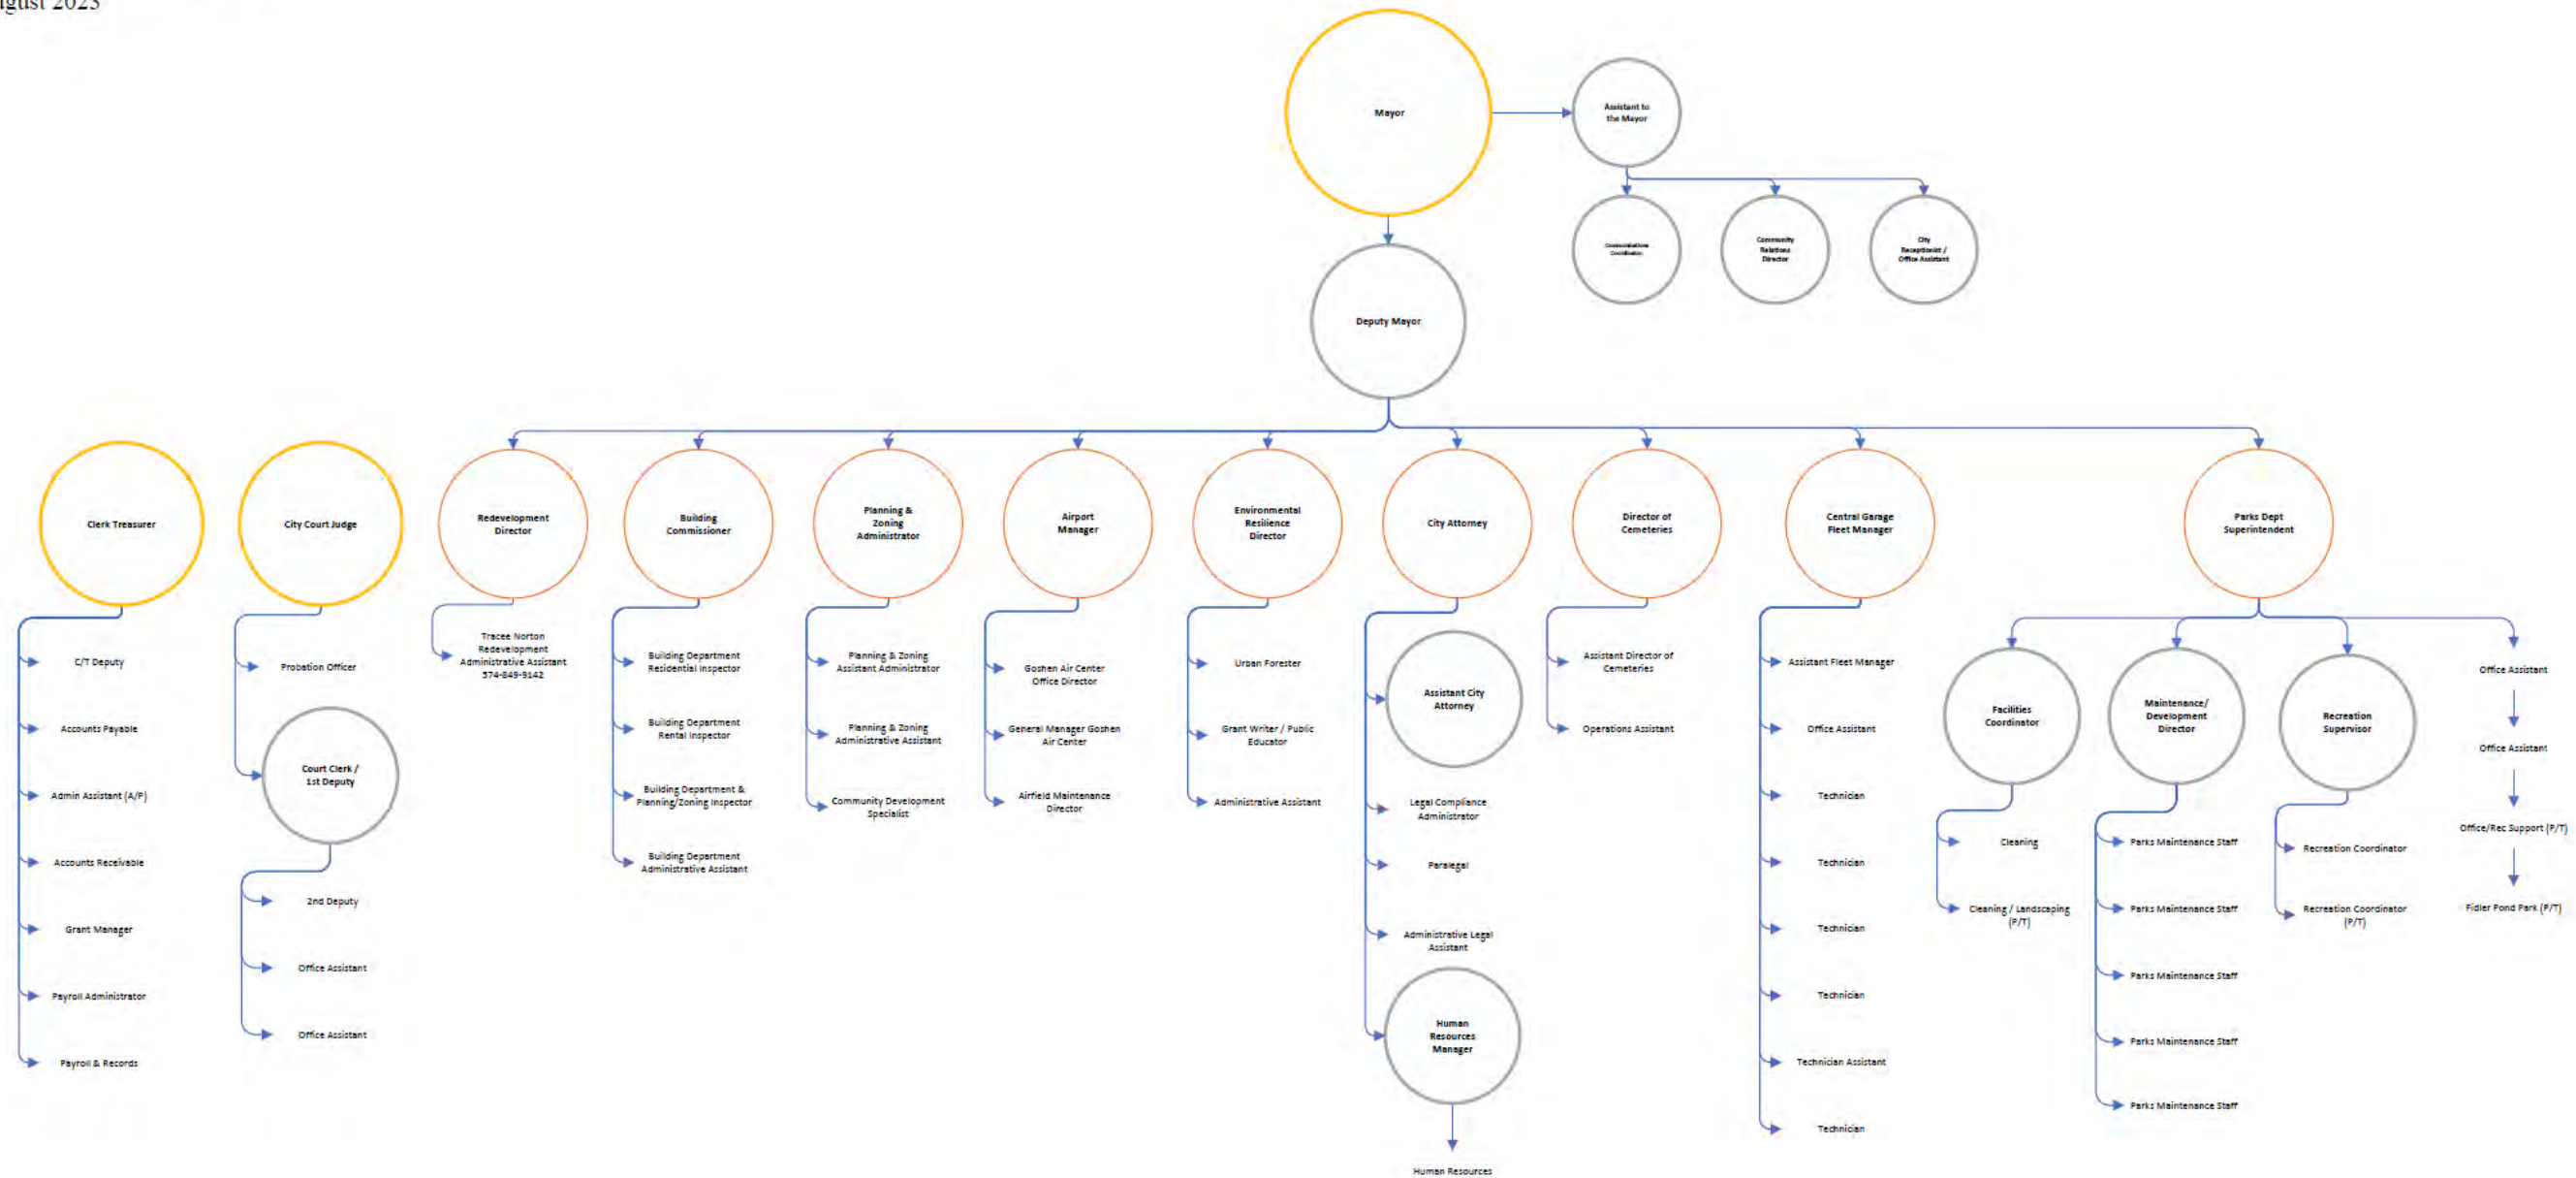 August 2023
Mayor
Assistant to
the Mayor
Communications
Coordinator
Community
Relations
Director
City
Receptionist /
Office Assistant
Deputy Mayor
Clerk Treasurer
City Court Judge
Redevelopment
Director
Building
Commissioner
Planning &
Zoning
Administrator
Airport
Manager
Environmental
Resilience
Director
City Attorney
Director of
Cemeteries
Central Garage
Fleet Manager
Parks Dept
Superintendent
C/T Deputy
Accounts Payable
Admin Assistant (A/P)
Accounts Receivable
Grant Manager
Payroll Administrator
Payroll & Records
Probation Officer
Court Clerk /
1st Deputy
2nd Deputy
Office Assistant
Office Assistant
Tracee Norton
Redevelopment
Administrative Assistant
574-849-9142
Building Department
Residential Inspector
Building Department
Rental Inspector
Building Department &
Planning/Zoning Inspector
Building Department
Administrative Assistant
Planning & Zoning
Assistant Administrator
Planning & Zoning
Administrative Assistant
Community Development
Specialist
Goshen Air Center
Office Director
General Manager Goshen
Air Center
Airfield Maintenance
Director
Urban Forester
Grant Writer / Public
Educator
Administrative Assistant
Assistant City
Attorney
Legal Compliance
Administrator
Paralegal
Administrative Legal
Assistant
Human
Resources
Manager
Human Resources
Assistant Director of
Cemeteries
Operations Assistant
Assistant Fleet Manager
Office Assistant
Technician
Technician
Technician
Technician
Technician Assistant
Technician
Facilities
Coordinator
Cleaning
Cleaning / Landscaping
(P/T)
Maintenance/
Development
Director
Parks Maintenance Staff
Parks Maintenance Staff
Parks Maintenance Staff
Parks Maintenance Staff
Parks Maintenance Staff
Recreation
Supervisor
Recreation Coordinator
Recreation Coordinator
(P/T)
Office Assistant
Office Assistant
Office/Rec Support (P/T)
Fidler Pond Park (P/T)